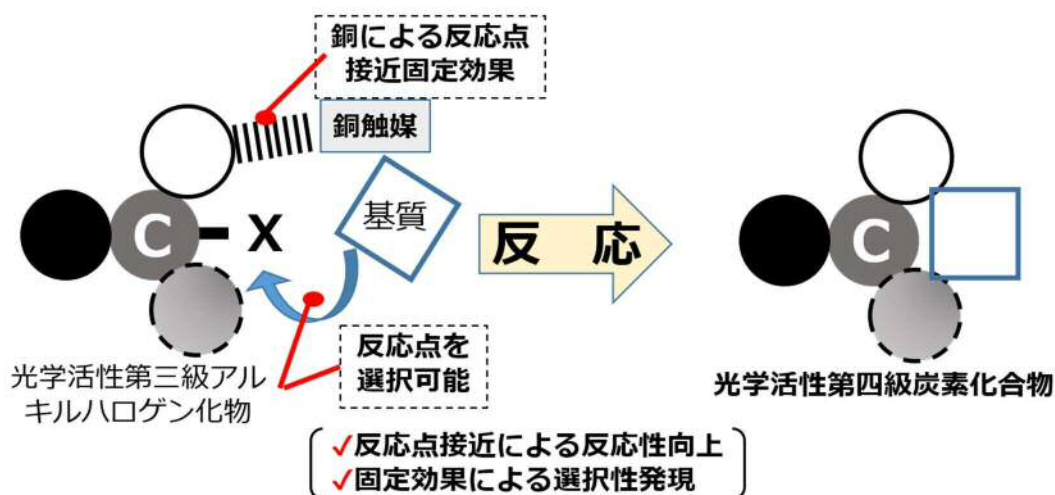 銅による反応点
接近固定効果
銅触媒
基質
C
X
反応
C
反応点を
選択可能
光学活性第三級アル
キルハロゲン化物
光学活性第四級炭素化合物
✓反応点接近による反応性向上
✓固定効果による選択性発現